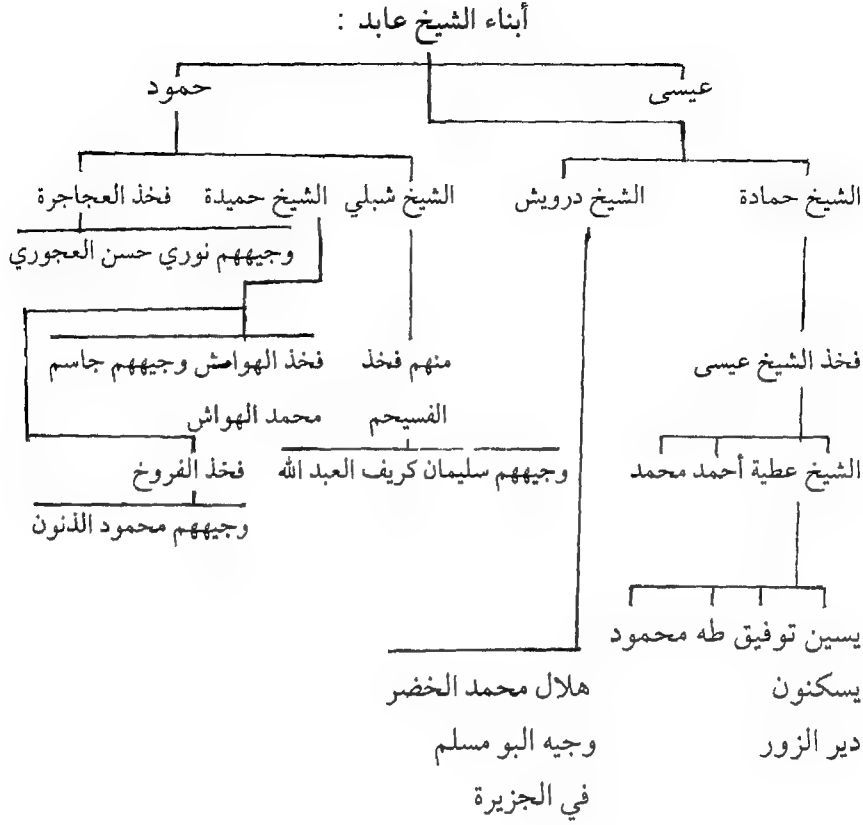 أبناء الشيخ عابد :
عيسى
حمود
الشيخ حمادة
الشيخ درويش
الشيخ شبلي
الشيخ حميدة
فخذ العجاجرة
وجيههم نوري حسن العجوري
فخذ الشيخ عيسى
منهم فخذ
فخذ الهوامش وجيههم جاسم
الفسيحم
محمد الهواش
الشيخ عطية أحمد محمد
وجيههم سليمان كريف العبد الله
فخذ الفروخ
وجيههم محمود الذنون
يسين توفيق طه محمود
هلال محمد الخضر
يسكنون
وجيه البو مسلم
دير الزور
في الجزيرة